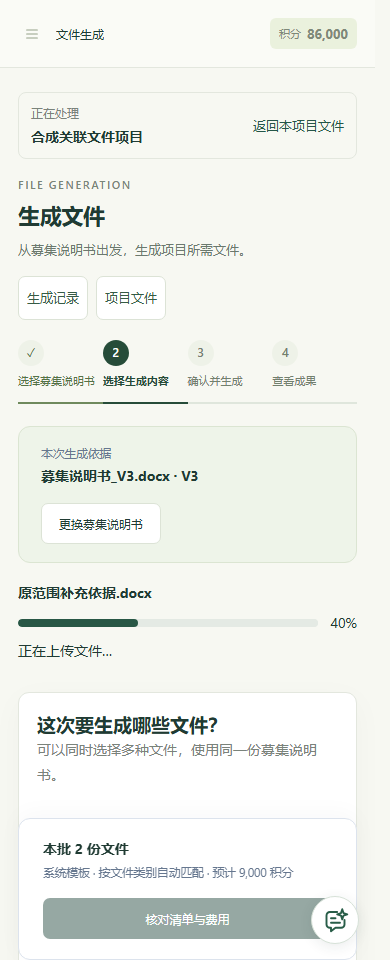 文件生成
积分 86,000
正在处理
合成关联文件项目
返回本项目文件
FILE GENERATION
生成文件
从募集说明书出发，生成项目所需文件。
生成记录
项目文件
✓
2
3
4
选择募集说明书
选择生成内容
确认并生成
查看成果
本次生成依据
募集说明书_V3.docx · V3
更换募集说明书
原范围补充依据.docx
40%
正在上传文件...
这次要生成哪些文件？
可以同时选择多种文件，使用同一份募集说明
书。
本批 2 份文件
系统模板 · 按文件类别自动匹配 · 预计 9,000 积分
核对清单与费用